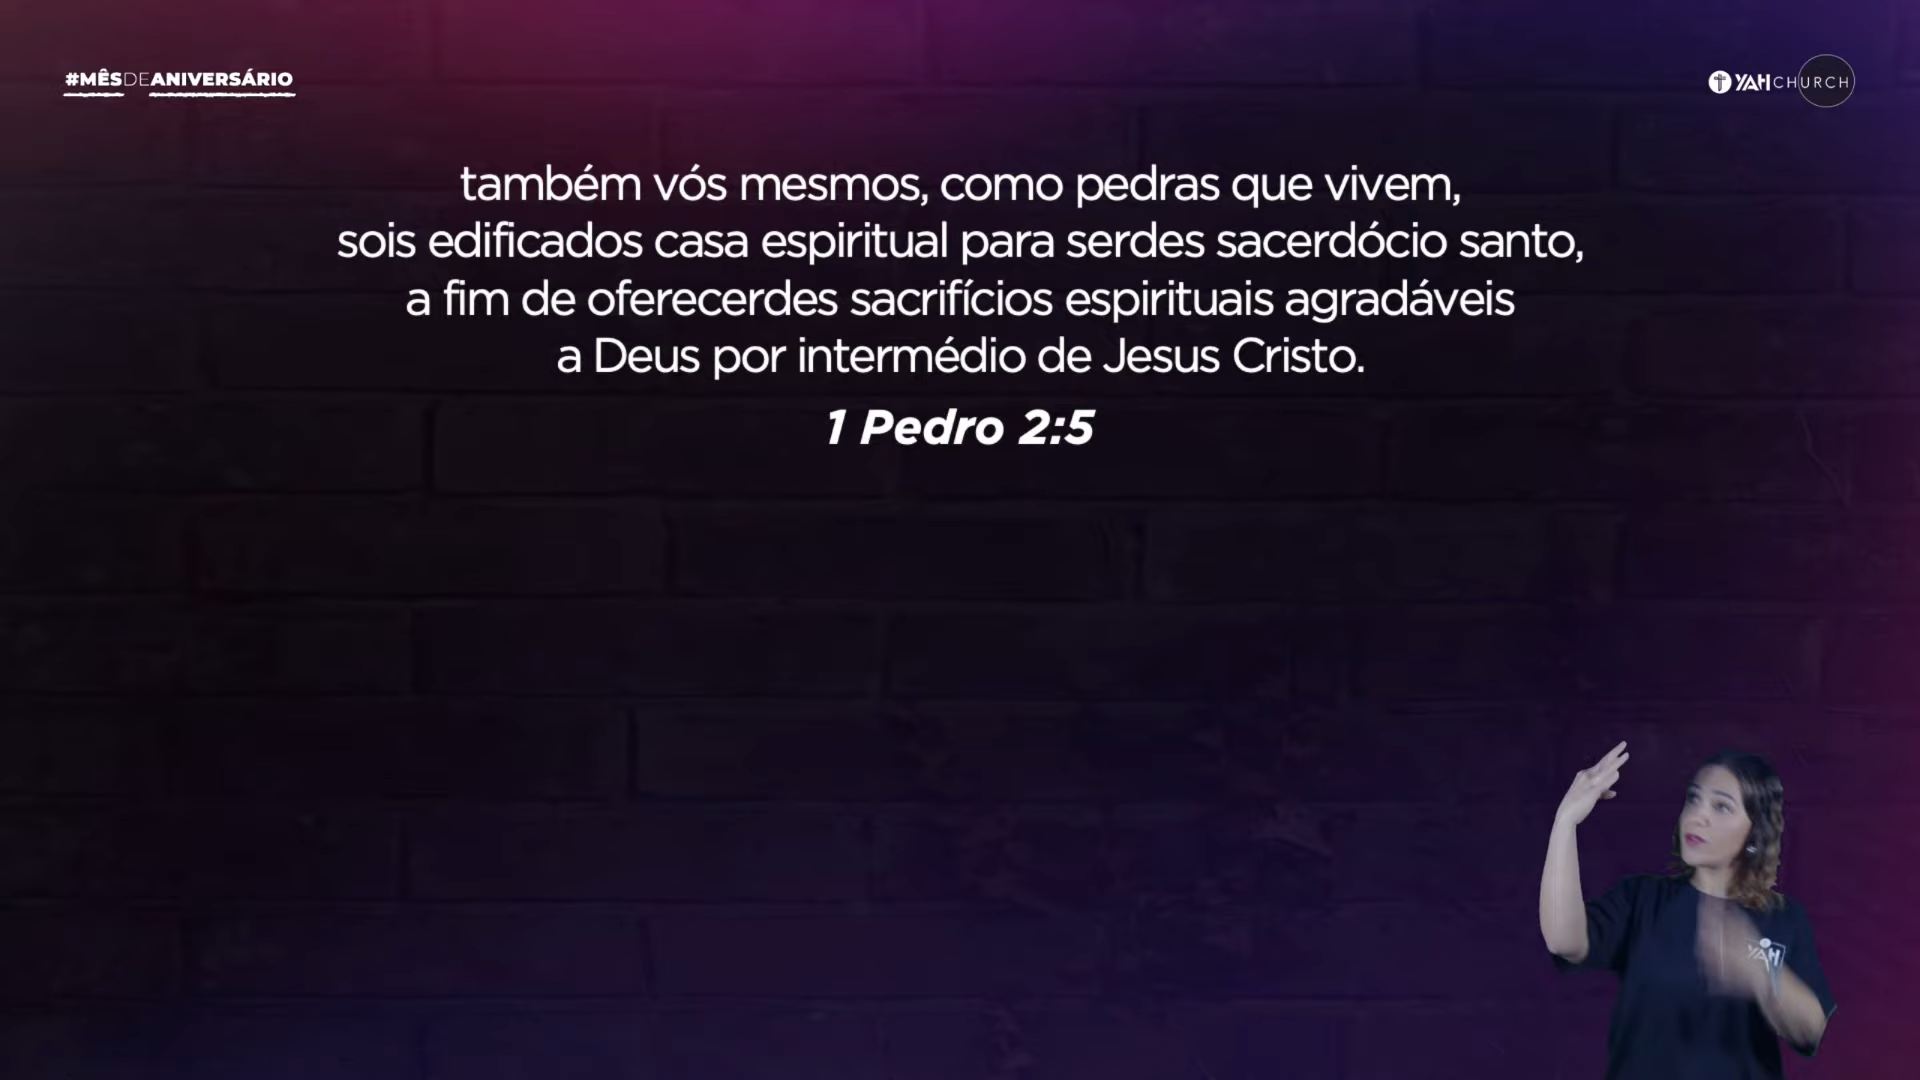 #MÊSDEANIVERSÁRIO
YAHCHURCH
também vós mesmos, como pedras que vivem,
sois edificados casa espiritual para serdes sacerdócio santo,
a fim de oferecerdes sacrifícios espirituais agradáveis
a Deus por intermédio de Jesus Cristo.
1 Pedro 2:5
YAH